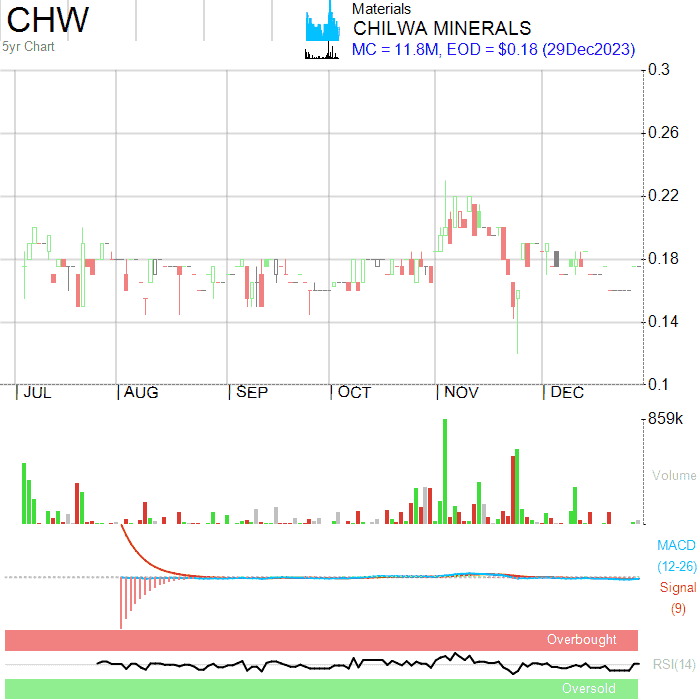 CHW
5yr Chart
Materials
CHILWA MINERALS
MC = 11.8M, EOD = $0.18 (29Dec2023)
0.3
0.26
0.22
0.18
0.14
0.1
JUL AUG SEP OCT NOV DEC
859k
Volume
MACD
(12-26)
Signal
(9)
Overbought
RSI(14)
Oversold